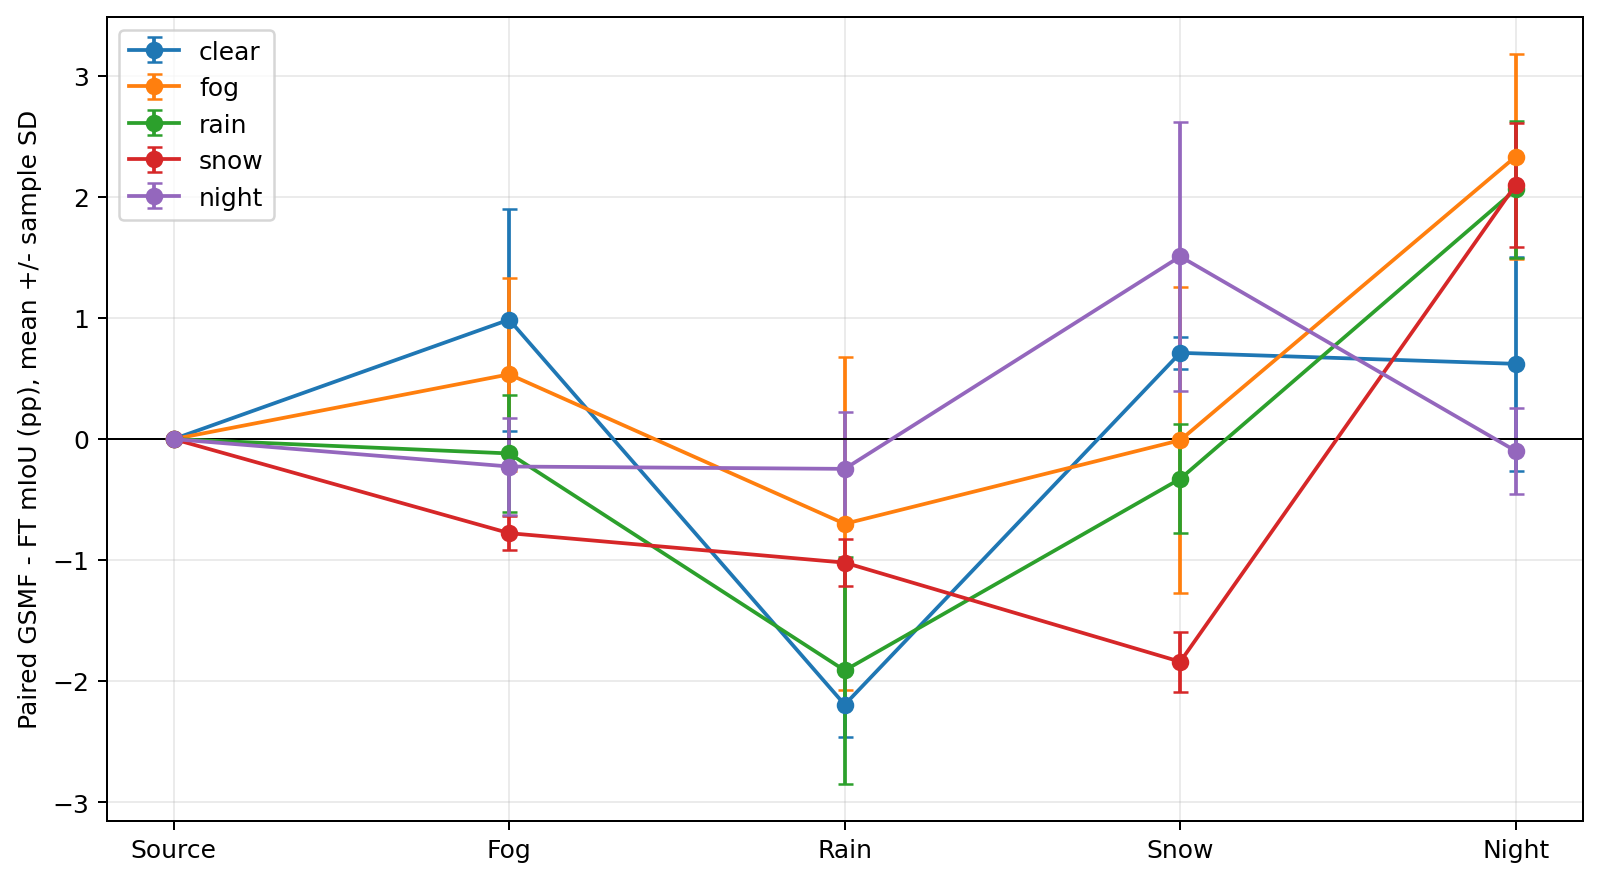 Paired GSMF - FT mIoU (pp), mean +/- sample SD
3
2
1
0
−1
−2
−3
clear
fog
rain
snow
night
Source Fog Rain Snow Night